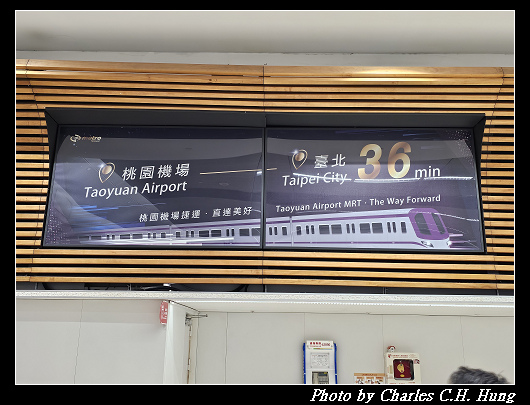 metro
桃園機場
Taoyuan Airport
桃園機場捷運 · 直達美好
臺北
Taipei City
36 min
Taoyuan Airport MRT · The Way Forward
Photo by Charles C.H. Hung